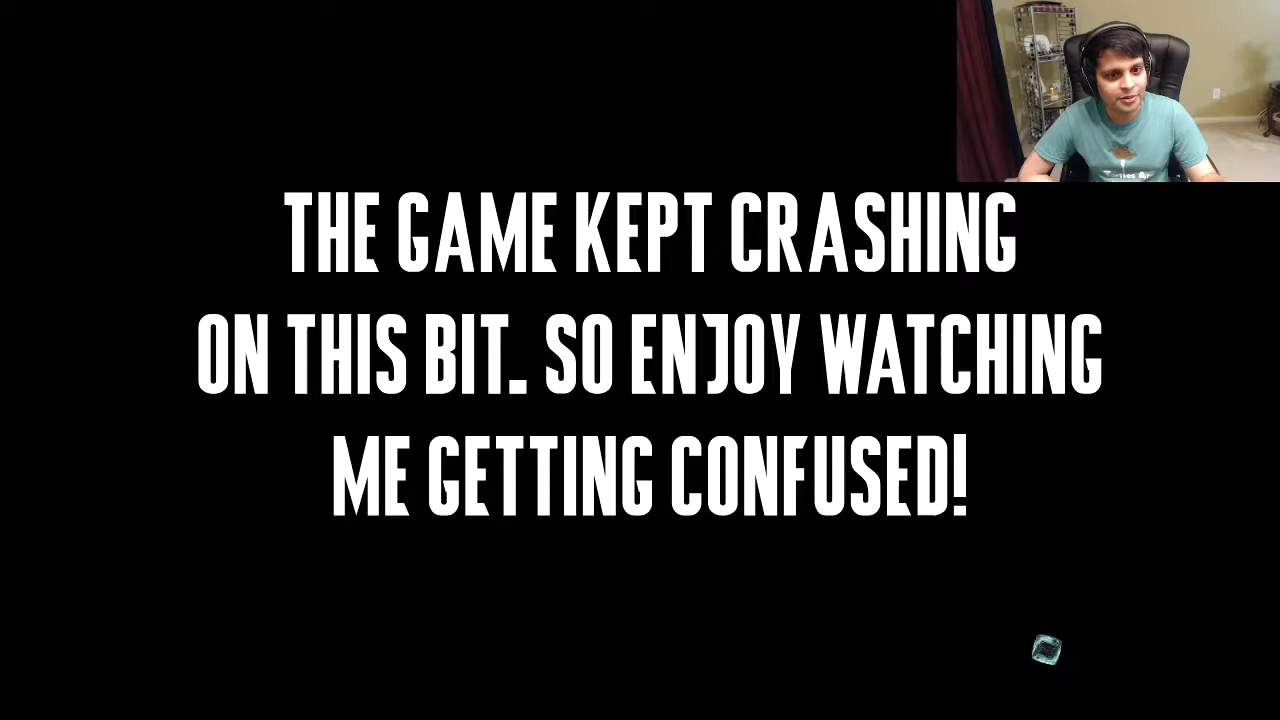 THE GAME KEPT CRASHING
ON THIS BIT. SO ENJOY WATCHING
ME GETTING CONFUSED!